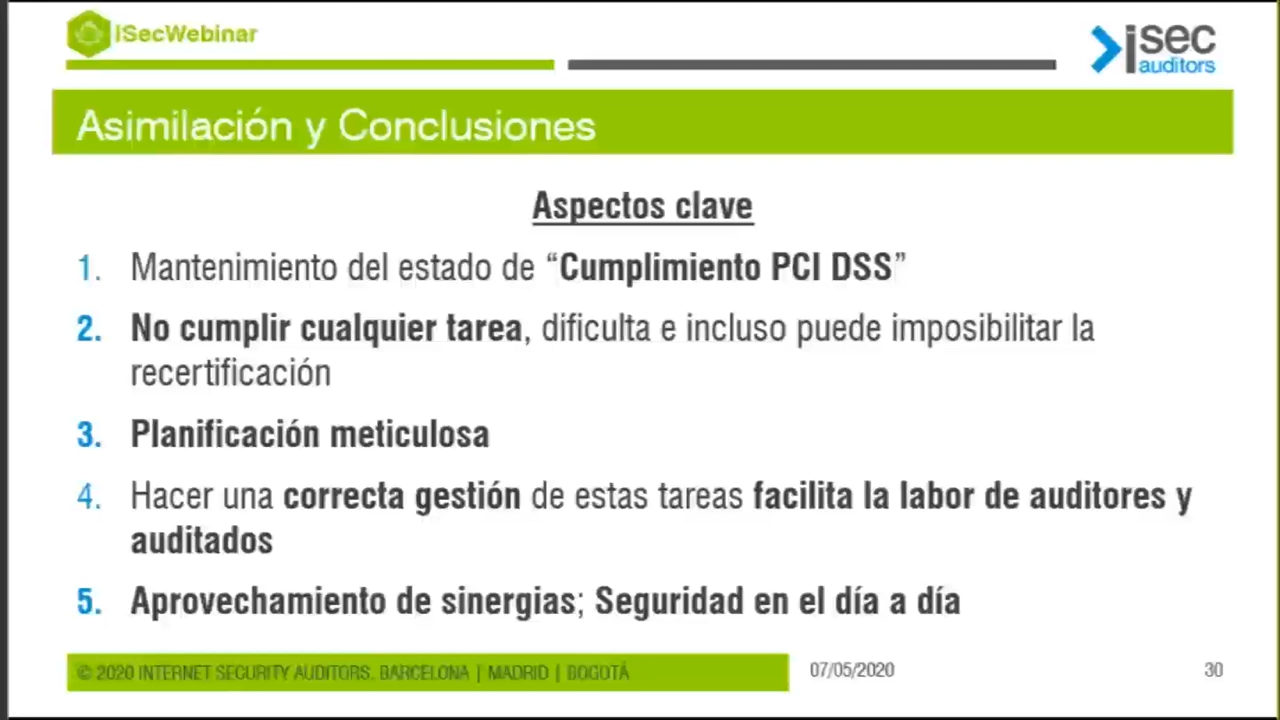 ISecWebinar
isec
auditors
Asimilación y Conclusiones
Aspectos clave
1. Mantenimiento del estado de “Cumplimiento PCI DSS”
2. No cumplir cualquier tarea, dificulta e incluso puede imposibilitar la
recertificación
3. Planificación meticulosa
4. Hacer una correcta gestión de estas tareas facilita la labor de auditores y
auditados
5. Aprovechamiento de sinergias; Seguridad en el día a día
© 2020 INTERNET SECURITY AUDITORS. BARCELONA | MADRID | BOGOTÁ
07/05/2020
30